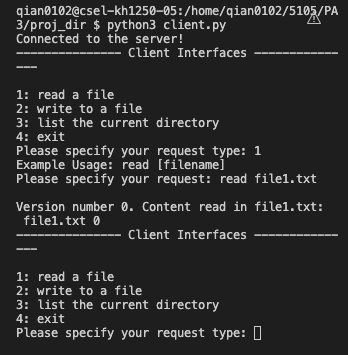 qian0102@csel-kh1250-05:/home/qian0102/5105/PA
3/proj_dir $ python3 client.py
Connected to the server!
--------------- Client Interfaces ------------
---
1: read a file
2: write to a file
3: list the current directory
4: exit
Please specify your request type: 1
Example Usage: read [filename]
Please specify your request: read file1.txt
Version number 0. Content read in file1.txt:
 file1.txt 0
--------------- Client Interfaces ------------
---
1: read a file
2: write to a file
3: list the current directory
4: exit
Please specify your request type: